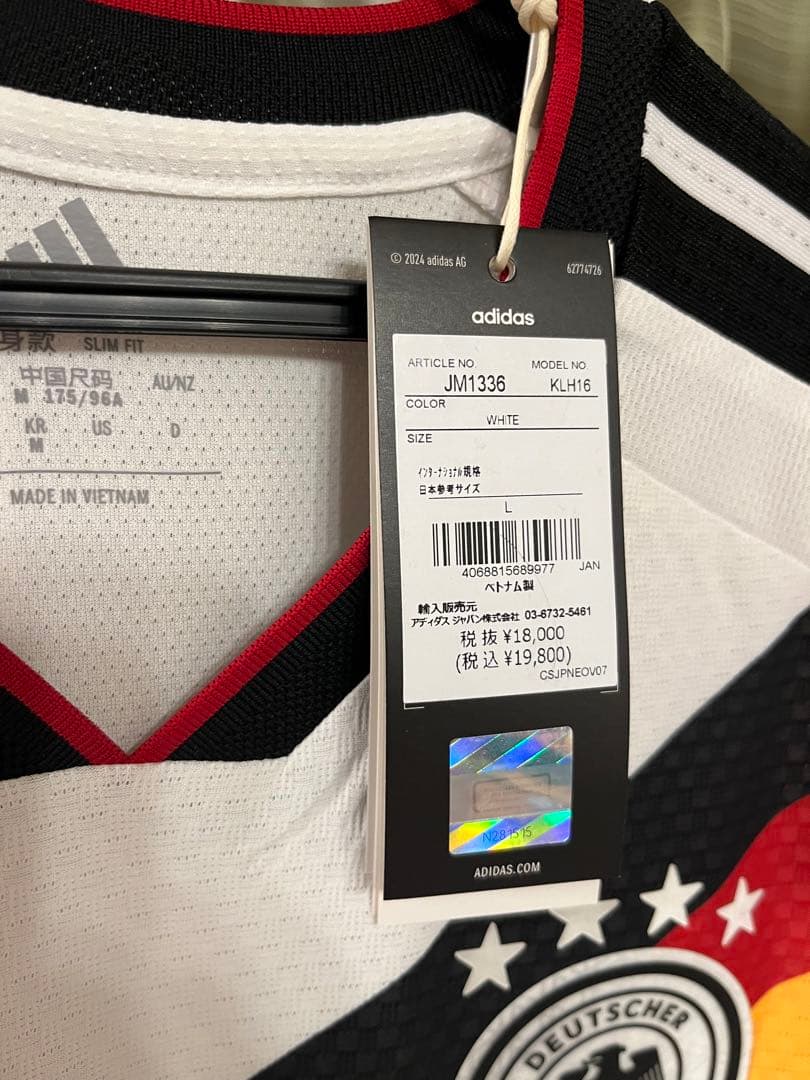 © 2024 adidas AG
62774726
adidas
ARTICLE NO.
MODEL NO.
JM1336
KLH16
COLOR
WHITE
SIZE
インターナショナル規格
日本参考サイズ
L
4068815689977
JAN
ベトナム製
輸入販売元
アディダス ジャパン株式会社 03-6732-5461
税抜 ¥18,000
(税込 ¥19,800)
CSJPNEOV07
N281515
ADIDAS.COM
身款 SLIM FIT
中国尺码
AU/NZ
M 175/96A
KR
US
D
M
MADE IN VIETNAM
DEUTSCHER